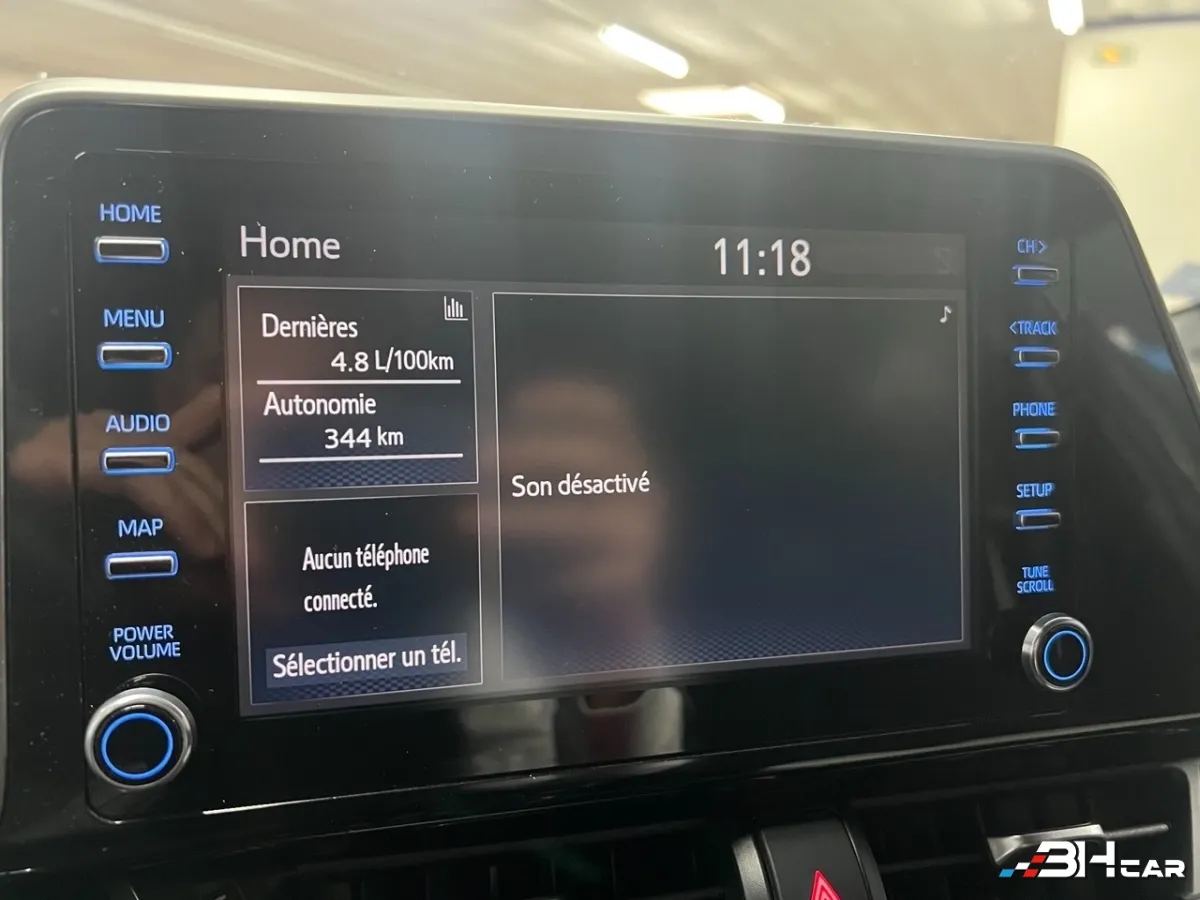 HOME
MENU
AUDIO
MAP
POWER
VOLUME
Home
11:18
Dernières
4.8 L/100km
Autonomie
344 km
Aucun téléphone
connecté.
Sélectionner un tél.
Son désactivé
CH>
<TRACK
PHONE
SETUP
TUNE
SCROLL
3HCAR